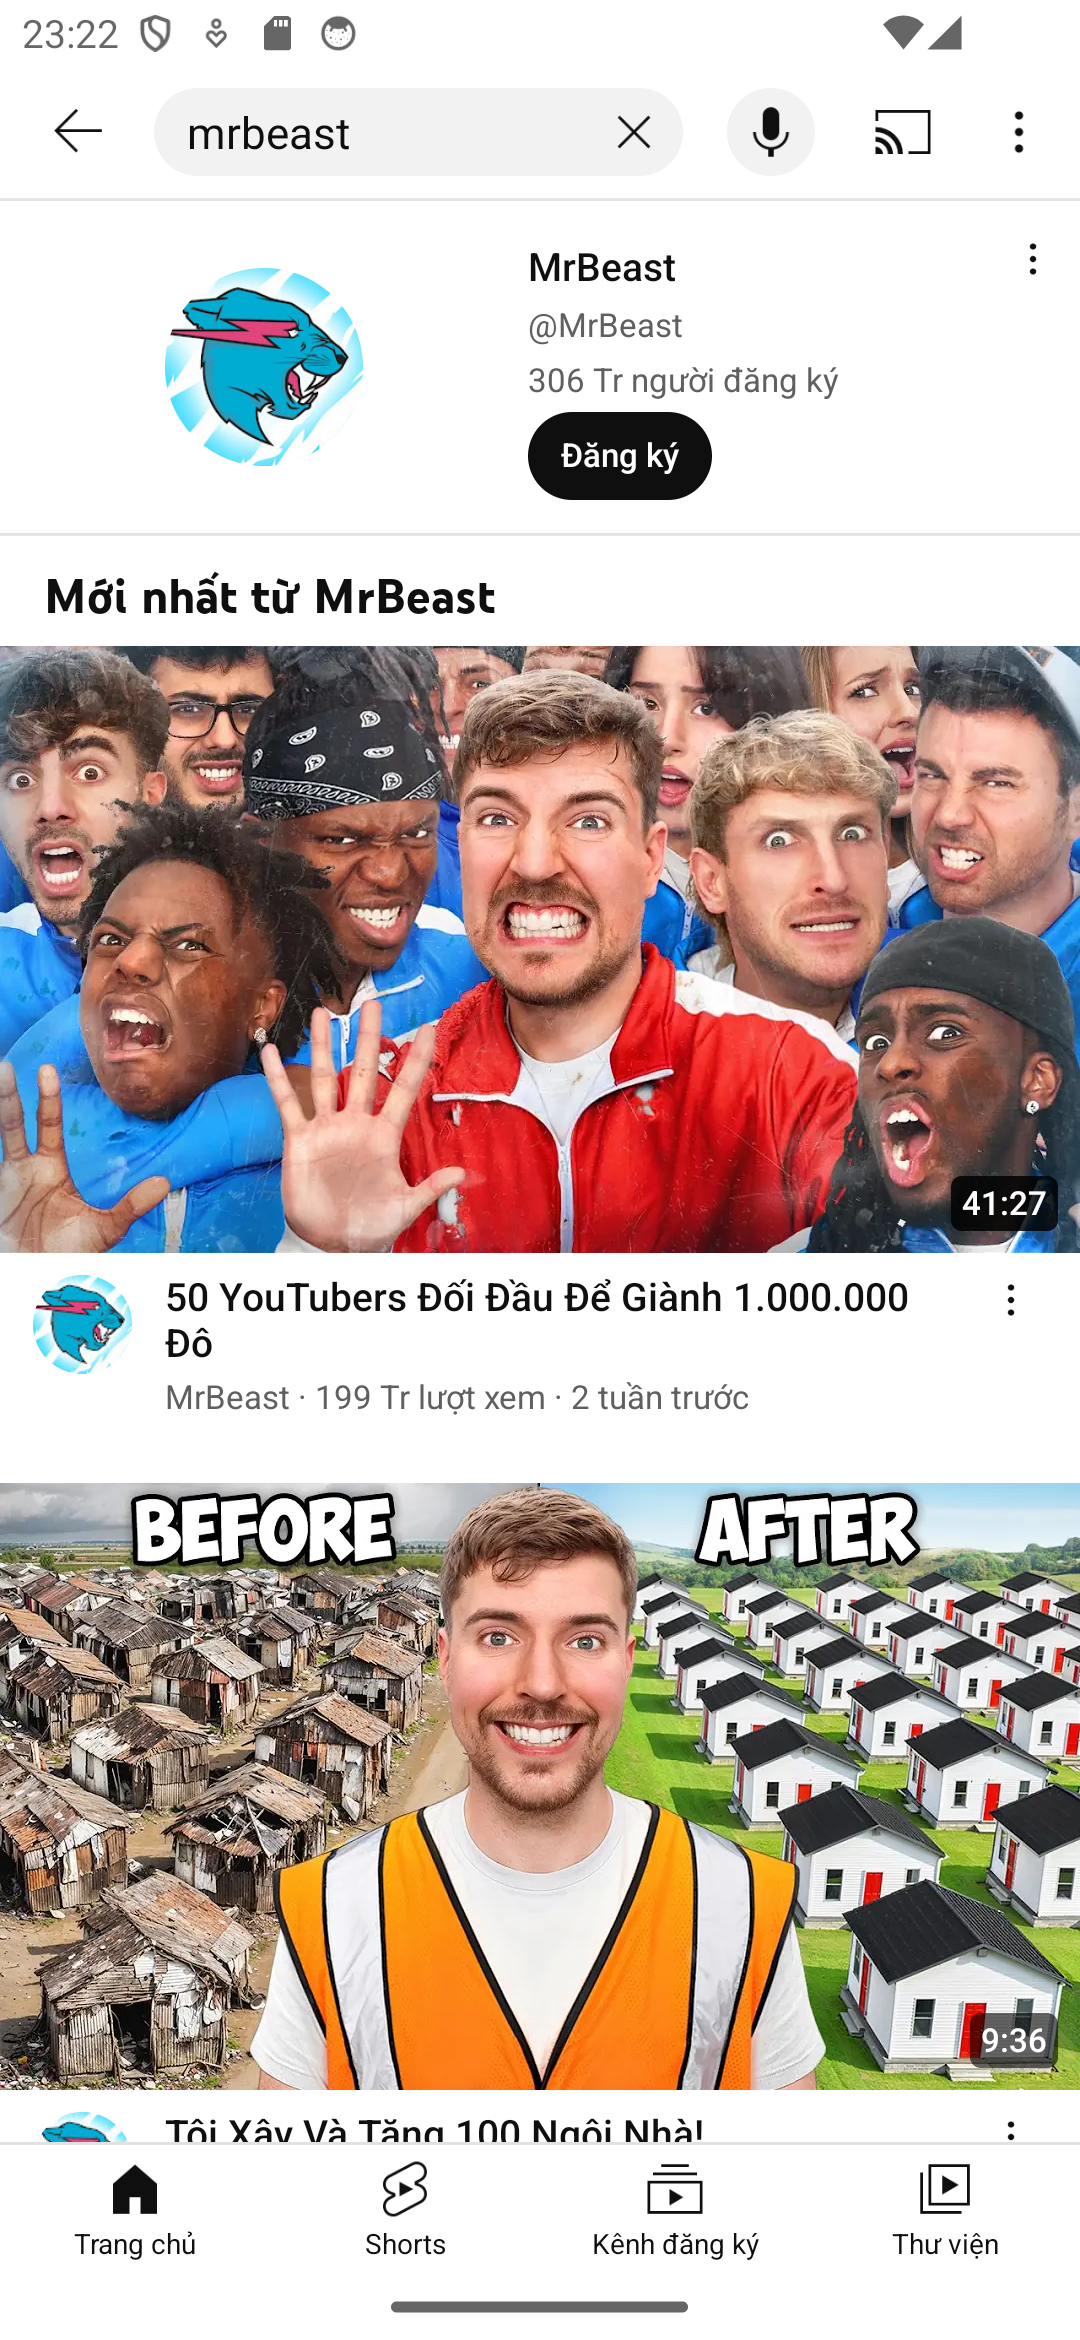 23:22
mrbeast
MrBeast
@MrBeast
306 Tr người đăng ký
Đăng ký
Mới nhất từ MrBeast
41:27
50 YouTubers Đối Đầu Để Giành 1.000.000
Đô
MrBeast · 199 Tr lượt xem · 2 tuần trước
BEFORE AFTER
9:36
Tôi Xây Và Tặng 100 Ngôi Nhà!
Trang chủ
Shorts
Kênh đăng ký
Thư viện